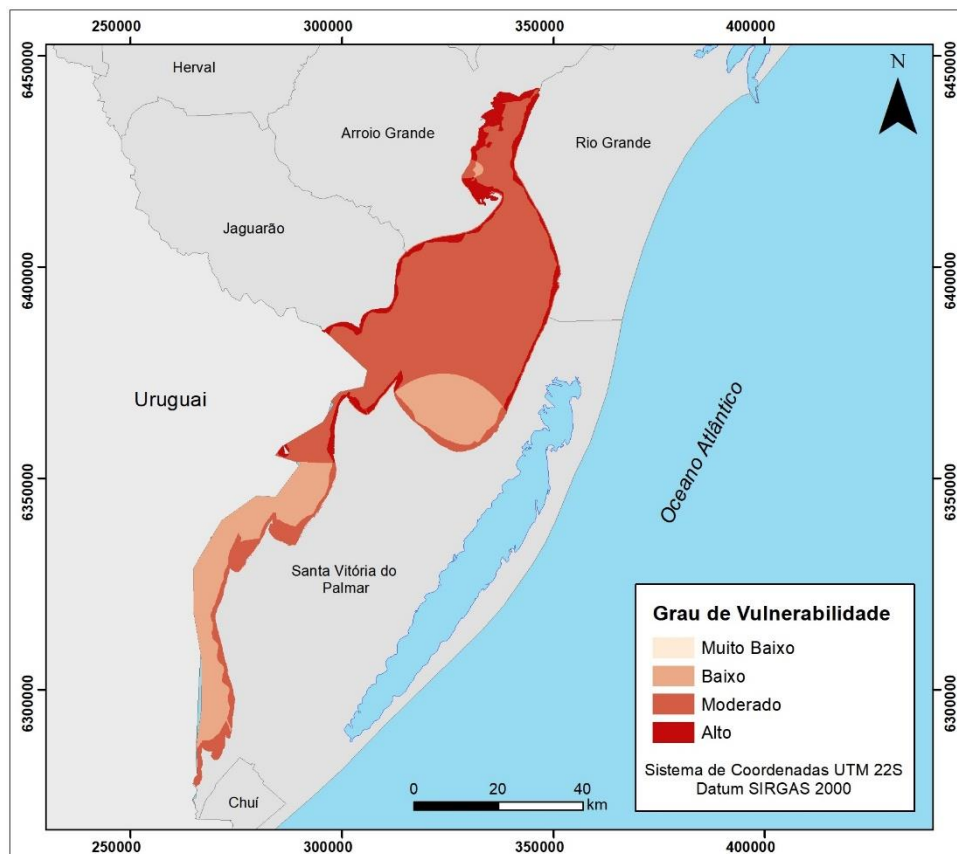 250000 300000 350000 400000
6450000 6450000
Herval
N
Arroio Grande
Rio Grande
Jaguarão
6400000 6400000
Uruguai
Oceano Atlântico
6350000 6350000
Santa Vitória do
Palmar
Grau de Vulnerabilidade
Muito Baixo
Baixo
Moderado
Alto
Sistema de Coordenadas UTM 22S
Datum SIRGAS 2000
6300000 6300000
0 20 40
km
Chuí
250000 300000 350000 400000